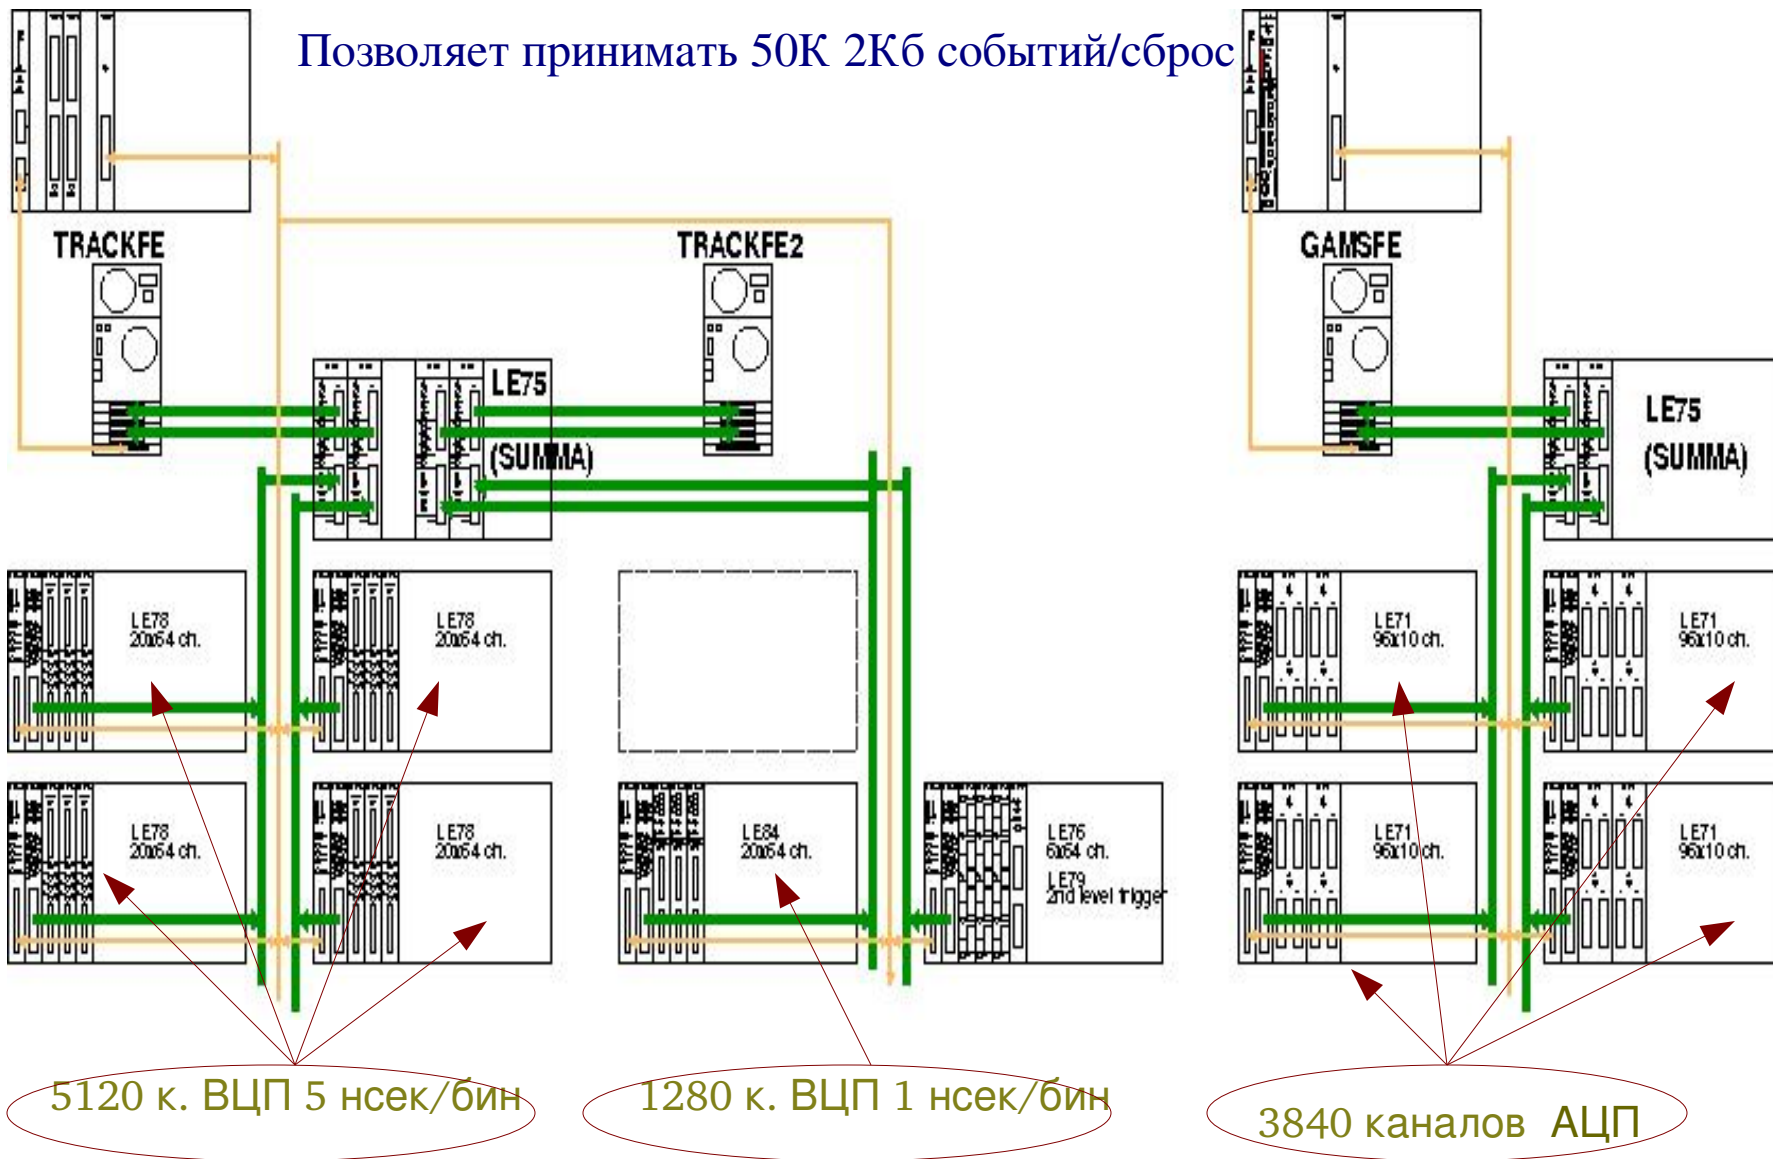 Позволяет принимать 50К 2Кб событий/сброс
TRACKFE
TRACKFE2
GAMSFE
LE75
(SUMMA)
LE75
(SUMMA)
LE78
20x64 ch.
LE78
20x64 ch.
LE71
96x10 ch.
LE71
96x10 ch.
LE78
20x64 ch.
LE78
20x64 ch.
LE84
20x64 ch.
LE76
6x64 ch.
LE79
2nd level trigger
LE71
96x10 ch.
LE71
96x10 ch.
5120 к. ВЦП 5 нсек/бин
1280 к. ВЦП 1 нсек/бин
3840 каналов АЦП